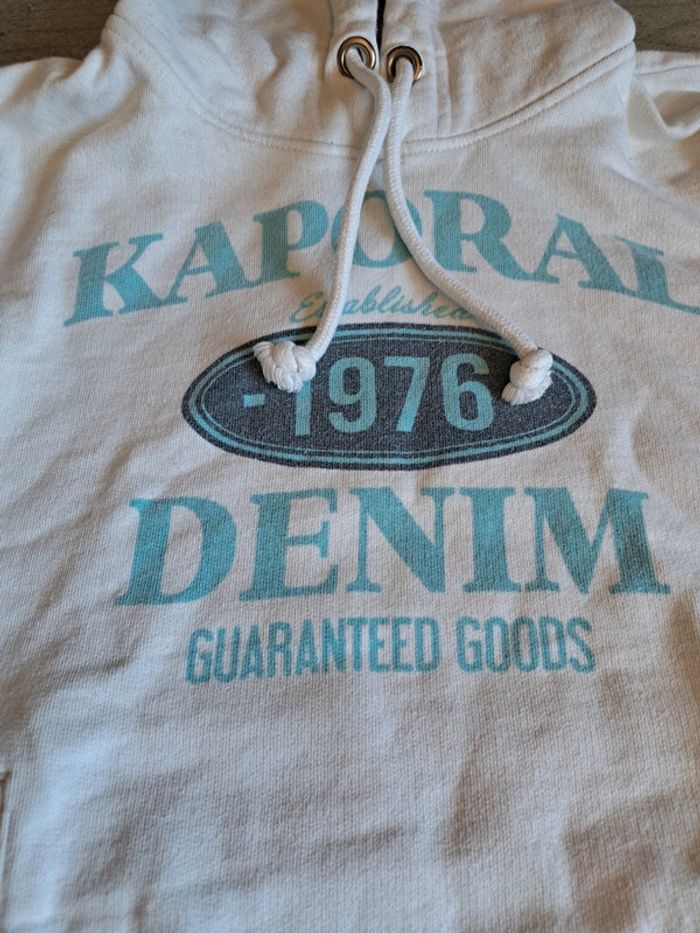 KAPORAL
Established
-1976
DENIM
GUARANTEED GOODS